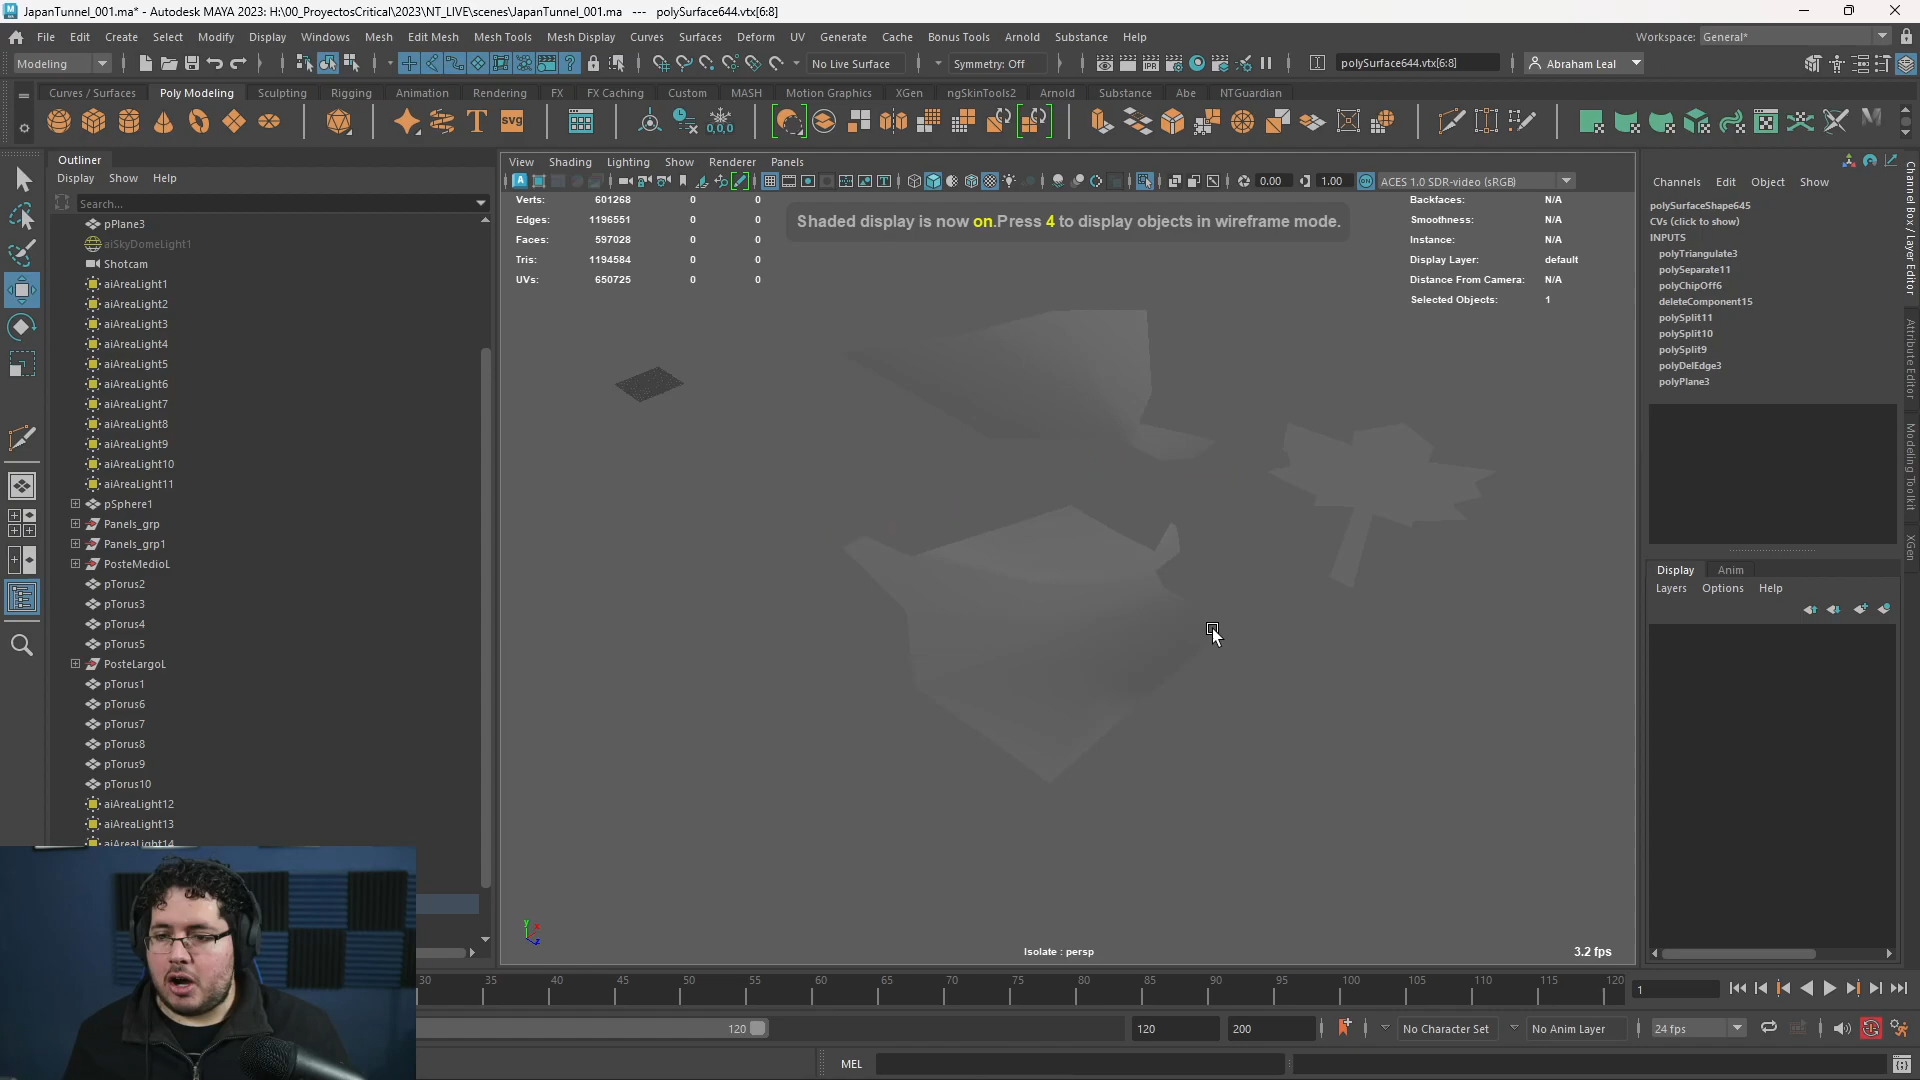 JapanTunnel_001.ma* - Autodesk MAYA 2023: H:\00_ProyectosCritical\2023\NT_LIVE\scenes\JapanTunnel_001.ma --- polySurface644.vtx[6:8]
File Edit Create Select Modify Display Windows Mesh Edit Mesh Mesh Tools Mesh Display Curves Surfaces Deform UV Generate Cache Bonus Tools Arnold Substance Help Workspace: General*
Modeling No Live Surface Symmetry: Off polySurface644.vtx[6:8] Abraham Leal
Curves / Surfaces Poly Modeling Sculpting Rigging Animation Rendering FX FX Caching Custom MASH Motion Graphics XGen ngSkinTools2 Arnold Substance Abe NTGuardian
Outliner
Display Show Help
Search...
pPlane3
aiSkyDomeLight1
Shotcam
aiAreaLight1
aiAreaLight2
aiAreaLight3
aiAreaLight4
aiAreaLight5
aiAreaLight6
aiAreaLight7
aiAreaLight8
aiAreaLight9
aiAreaLight10
aiAreaLight11
pSphere1
Panels_grp
Panels_grp1
PosteMedioL
pTorus2
pTorus3
pTorus4
pTorus5
PosteLargoL
pTorus1
pTorus6
pTorus7
pTorus8
pTorus9
pTorus10
aiAreaLight12
aiAreaLight13
aiAreaLight14
View Shading Lighting Show Renderer Panels
0.00 1.00 ACES 1.0 SDR-video (sRGB)
Verts: 601268 0 0
Edges: 1196551 0 0
Faces: 597028 0 0
Tris: 1194584 0 0
UVs: 650725 0 0
Shaded display is now on.Press 4 to display objects in wireframe mode.
Backfaces: N/A
Smoothness: N/A
Instance: N/A
Display Layer: default
Distance From Camera: N/A
Selected Objects: 1
Isolate : persp
3.2 fps
Channels Edit Object Show
polySurfaceShape645
CVs (click to show)
INPUTS
polyTriangulate3
polySeparate11
polyChipOff6
deleteComponent15
polySplit11
polySplit10
polySplit9
polyDelEdge3
polyPlane3
Display Anim
Layers Options Help
Channel Box / Layer Editor
Attribute Editor
Modeling Toolkit
XGen
30 35 40 45 50 55 60 65 70 75 80 85 90 95 100 105 110 115 120 1
120 120 200 No Character Set No Anim Layer 24 fps
MEL